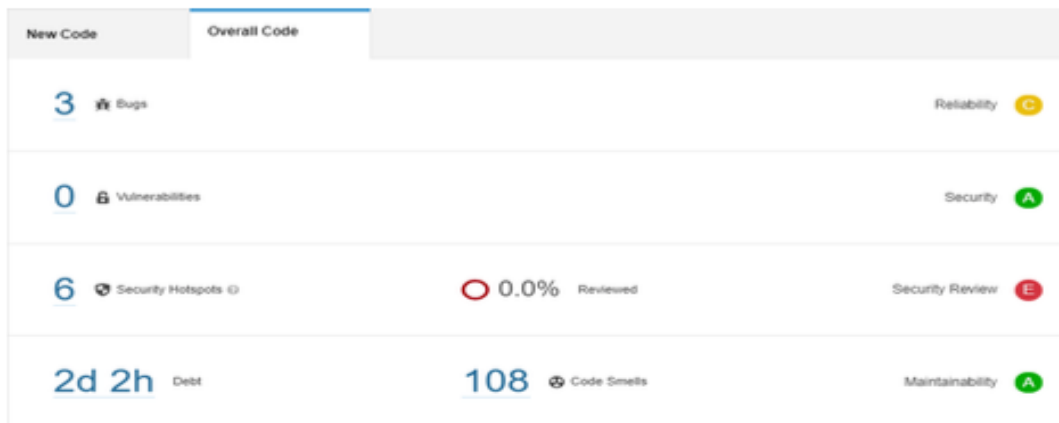 New Code Overall Code
3 Bugs Reliability C
0 Vulnerabilities Security A
6 Security Hotspots 0.0% Reviewed Security Review E
2d 2h Debt 108 Code Smells Maintainability A